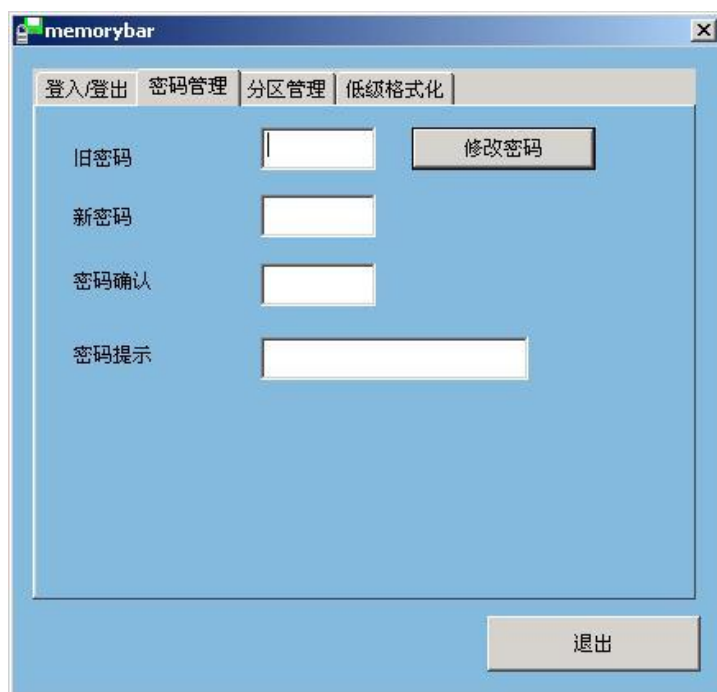 memorybar
登入/登出 密码管理 分区管理 低级格式化
旧密码 修改密码
新密码
密码确认
密码提示
退出